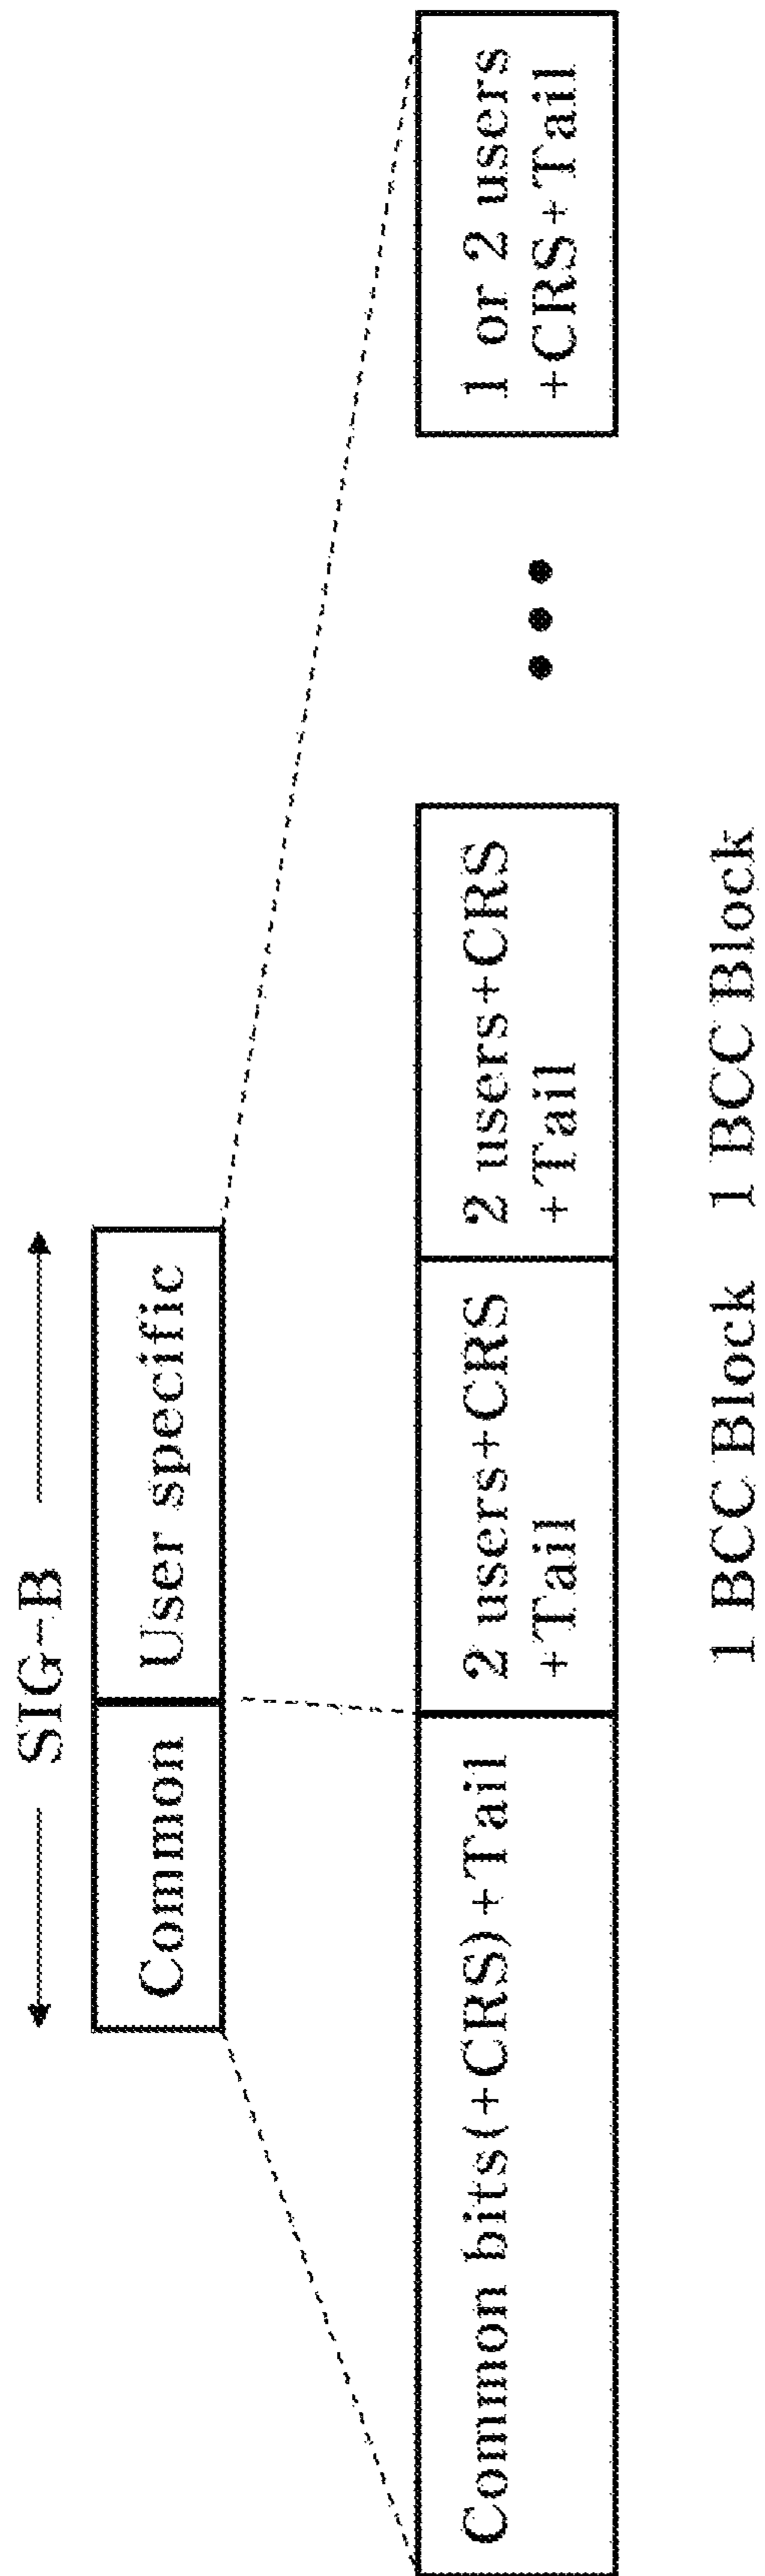 SIG-B
Common
User specific
Common bits(+CRS)+Tail
2 users+CRS
+Tail
2 users+CRS
+Tail
1 or 2 users
+CRS+Tail
1 BCC Block
1 BCC Block